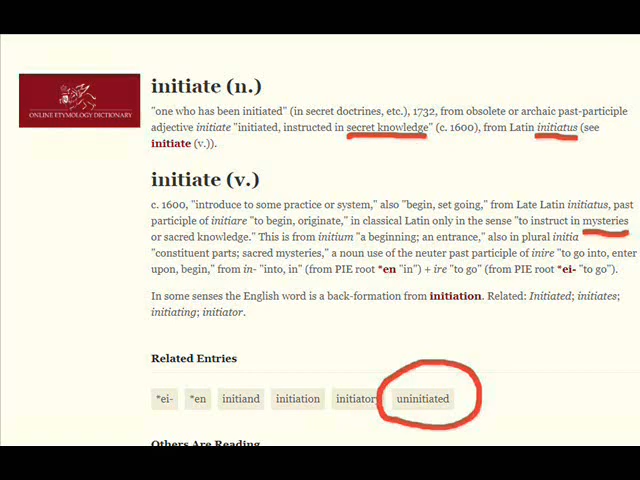 initiate (n.)
"one who has been initiated" (in secret doctrines, etc.), 1732, from obsolete or archaic past-participle
ONLINE ETYMOLOGY DICTIONARY
adjective initiate "initiated, instructed in secret knowledge" (c. 1600), from Latin initiatus (see
initiate (v.)).
initiate (v.)
c. 1600, "introduce to some practice or system," also "begin, set going," from Late Latin initiatus, past
participle of initiare "to begin, originate," in classical Latin only in the sense "to instruct in mysteries
or sacred knowledge." This is from initium "a beginning; an entrance," also in plural initia
"constituent parts; sacred mysteries," a noun use of the neuter past participle of inire "to go into, enter
upon, begin," from in- "into, in" (from PIE root *en "in") + ire "to go" (from PIE root *ei- "to go").
In some senses the English word is a back-formation from initiation. Related: Initiated; initiates;
initiating; initiator.
Related Entries
*ei- *en initiand initiation initiatory uninitiated
Others Are Reading